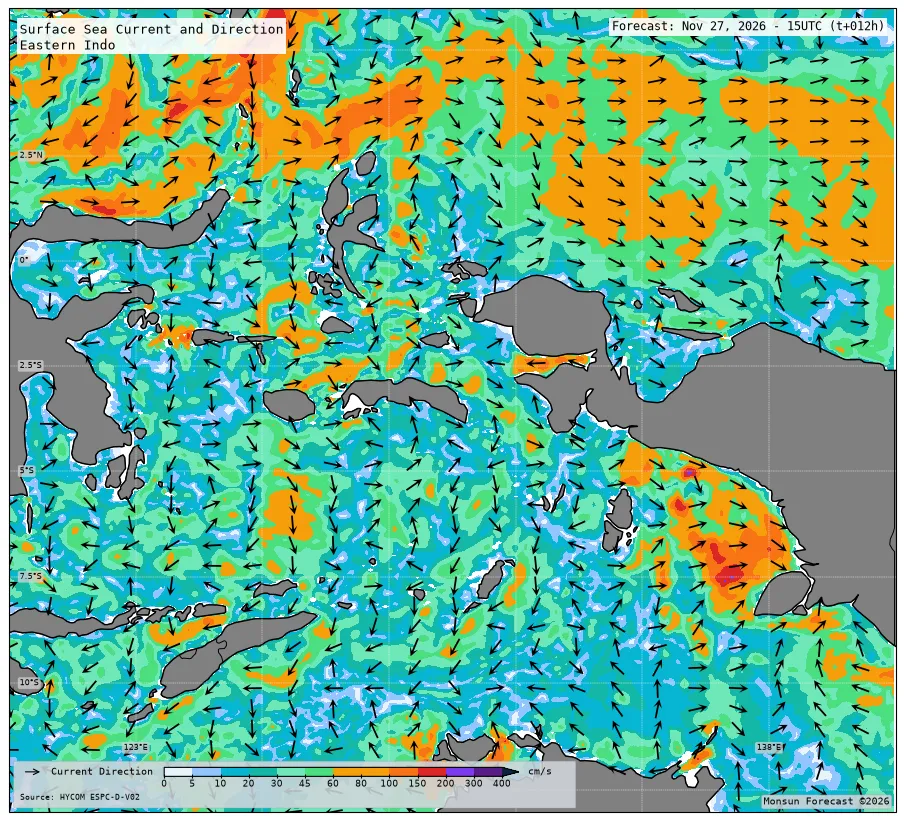 Surface Sea Current and Direction
Eastern Indo
Forecast: Nov 27, 2026 - 15UTC (t+012h)
2.5°N
0°
2.5°S
5°S
7.5°S
10°S
123°E
138°E
Current Direction
0 5 10 20 30 45 60 80 100 150 200 300 400
cm/s
Source: HYCOM ESPC-D-V02
Monsun Forecast ©2026